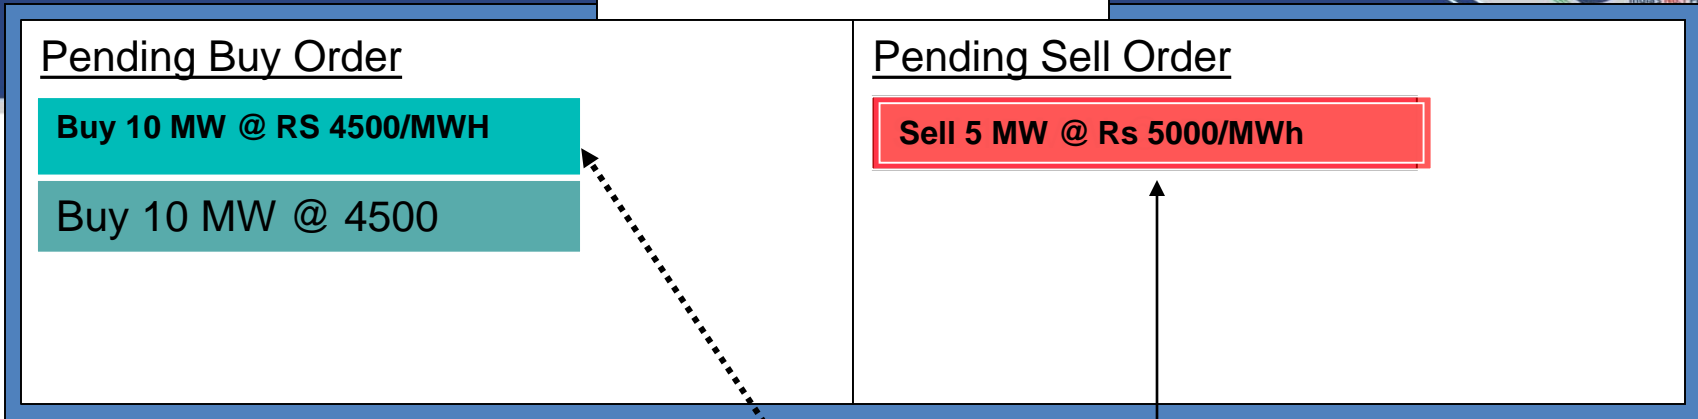 Pending Buy Order
Buy 10 MW @ RS 4500/MWH
Buy 10 MW @ 4500
Pending Sell Order
Sell 5 MW @ Rs 5000/MWh